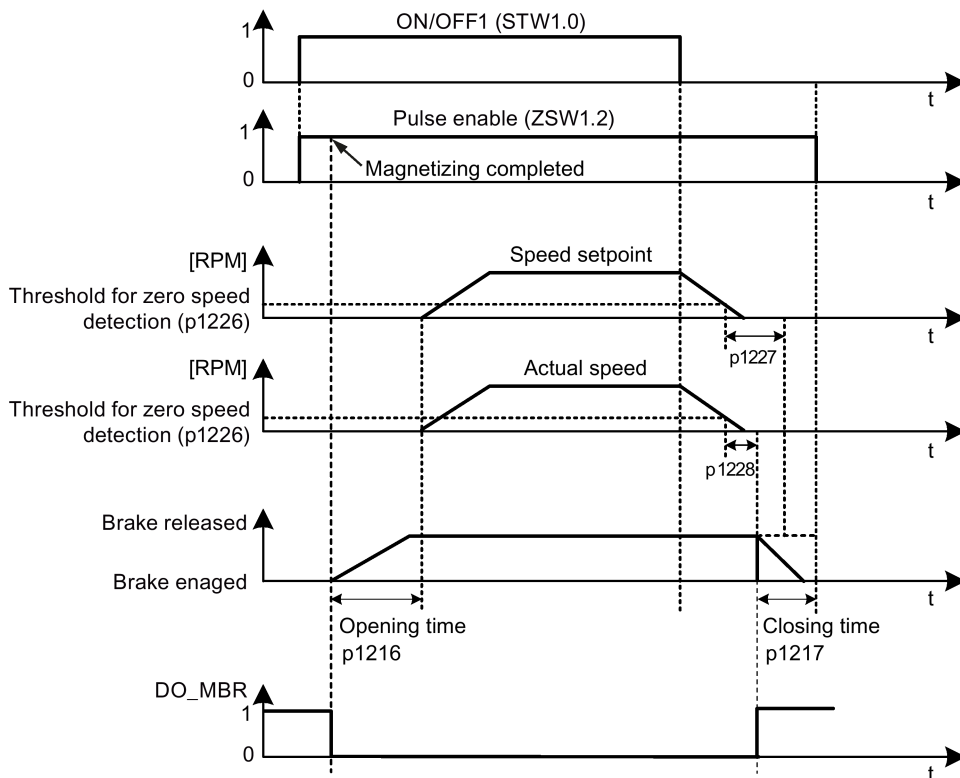 ON/OFF1 (STW1.0)
1
0
t
Pulse enable (ZSW1.2)
1
Magnetizing completed
0
t
[RPM]
Speed setpoint
Threshold for zero speed
detection (p1226)
t
p1227
[RPM]
Actual speed
Threshold for zero speed
detection (p1226)
t
p1228
Brake released
Brake enaged
t
Opening time
p1216
Closing time
p1217
DO_MBR
1
0
t